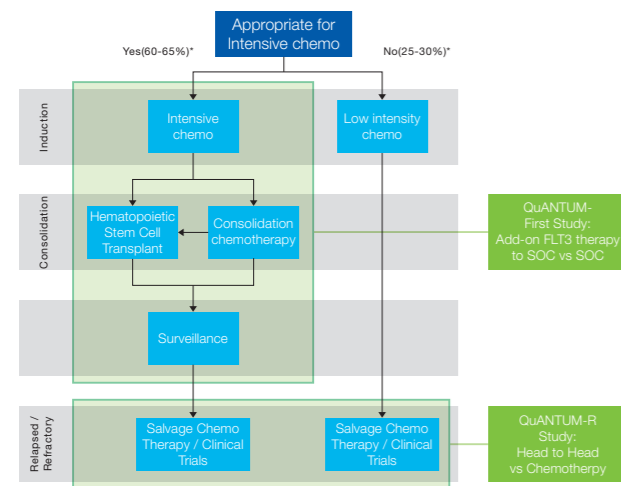 Appropriate for
Intensive chemo
Yes(60-65%)*
No(25-30%)*
Induction
Intensive
chemo
Low intensity
chemo
Consolidation
Hematopoietic
Stem Cell
Transplant
Consolidation
chemotherapy
QuANTUM-
First Study:
Add-on FLT3 therapy
to SOC vs SOC
Surveillance
Relapsed /
Refractory
Salvage Chemo
Therapy / Clinical
Trials
Salvage Chemo
Therapy / Clinical
Trials
QuANTUM-R
Study:
Head to Head
vs Chemotherpy